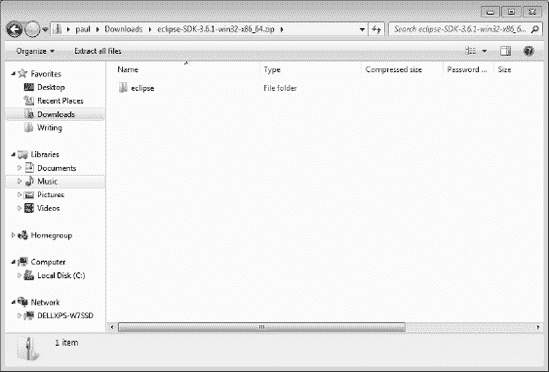 paul Downloads eclipse-SDK-3.6.1-win32-x86_64.zip
Search eclipse-SDK-3.6.1-win32-x86_6...
Organize Extract all files
Name Type Compressed size Password ... Size
eclipse File folder
Favorites
Desktop
Recent Places
Downloads
Writing
Libraries
Documents
Music
Pictures
Videos
Homegroup
Computer
Local Disk (C:)
Network
DELLXPS-W7SSD
1 item